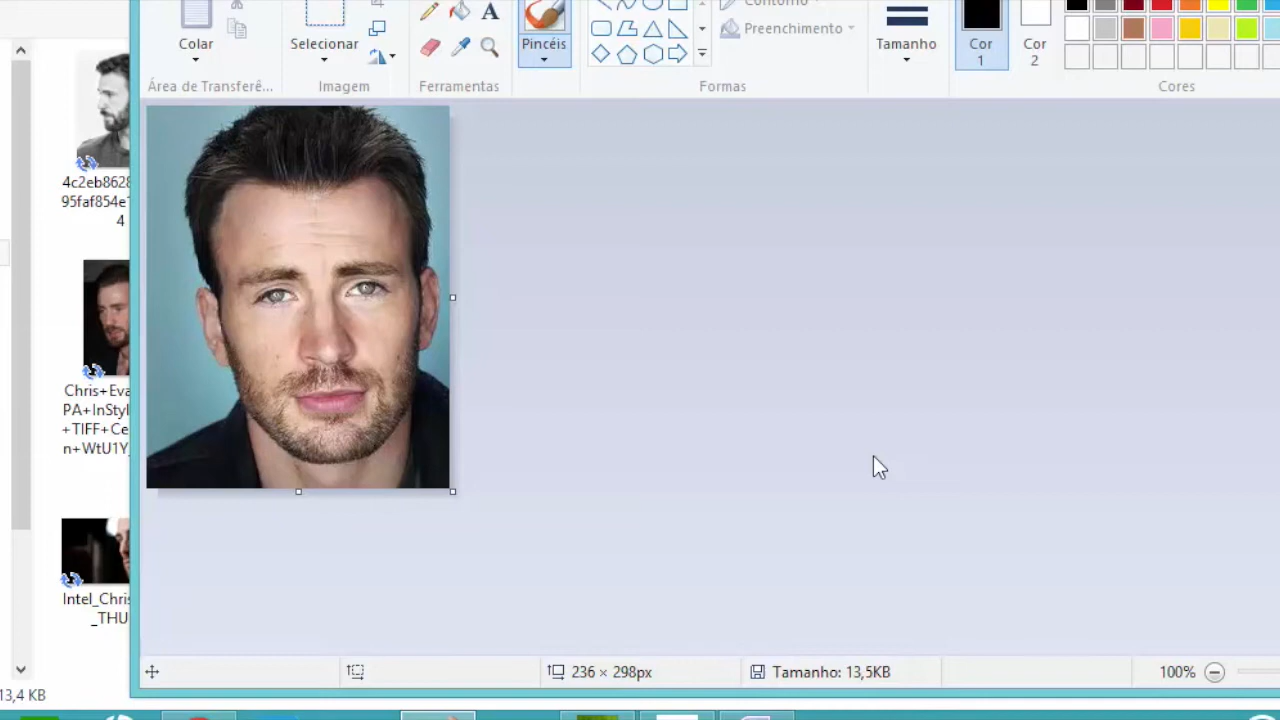 Contorno
Colar
Selecionar
A
Pincéis
Preenchimento
Tamanho
Cor
1
Cor
2
Área de Transferê...
Imagem
Ferramentas
Formas
Cores
4c2eb8628
95faf854e
4
Chris+Eva
PA+InStyl
+TIFF+Ce
n+WtU1Y
Intel_Chris
_THU
13,4 KB
236 × 298px
Tamanho: 13,5KB
100%